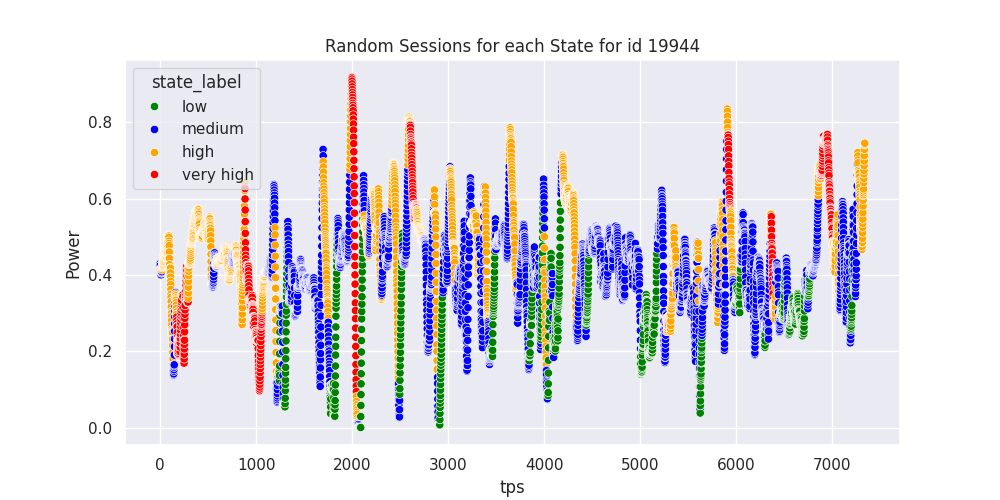 Random Sessions for each State for id 19944
state_label
low
medium
high
very high
Power
0.8
0.6
0.4
0.2
0.0
0 1000 2000 3000 4000 5000 6000 7000
tps